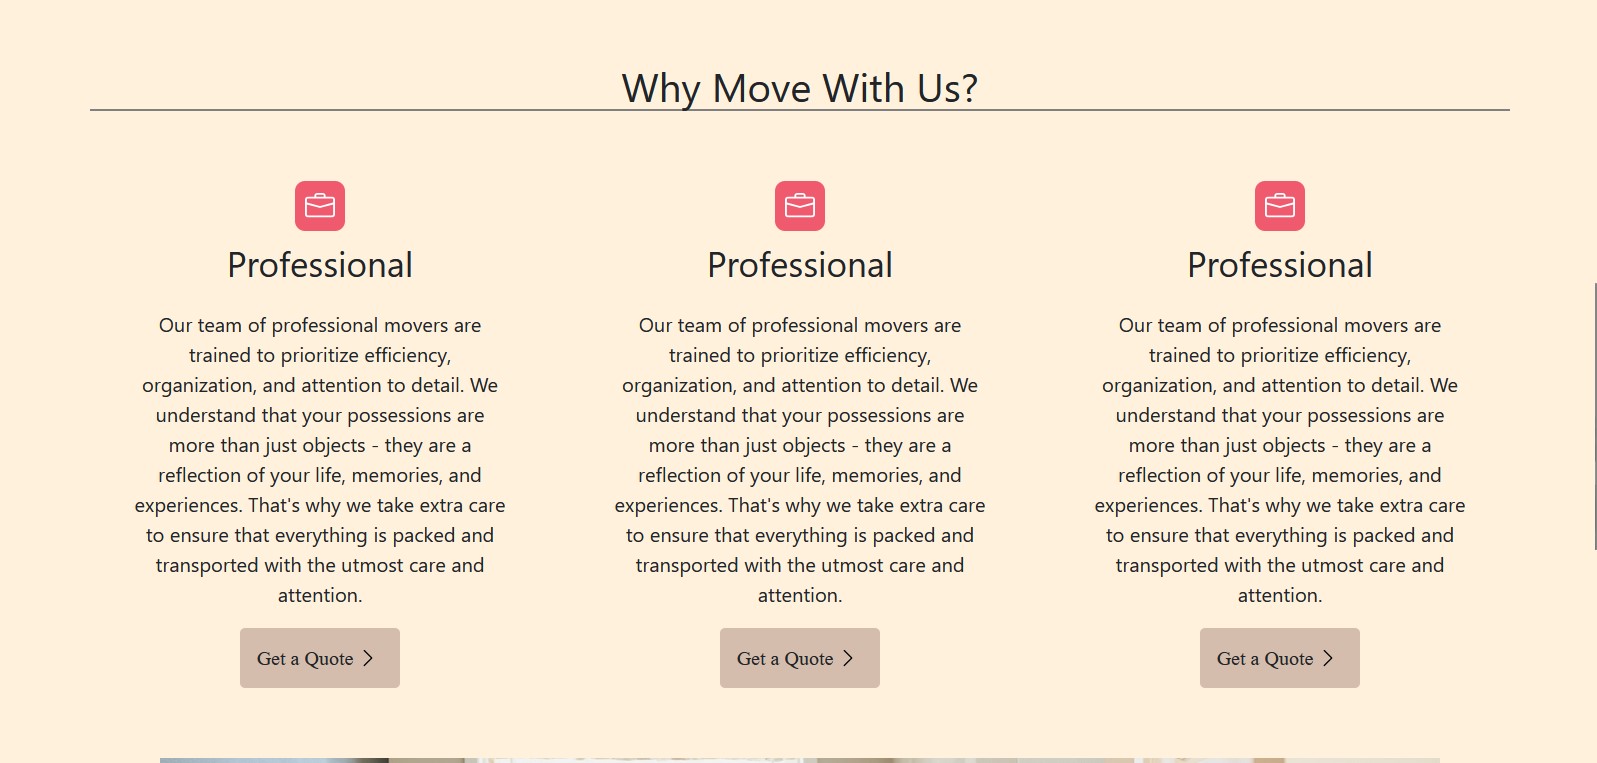 Why Move With Us?
Professional
Our team of professional movers are
trained to prioritize efficiency,
organization, and attention to detail. We
understand that your possessions are
more than just objects - they are a
reflection of your life, memories, and
experiences. That's why we take extra care
to ensure that everything is packed and
transported with the utmost care and
attention.
Get a Quote
Professional
Our team of professional movers are
trained to prioritize efficiency,
organization, and attention to detail. We
understand that your possessions are
more than just objects - they are a
reflection of your life, memories, and
experiences. That's why we take extra care
to ensure that everything is packed and
transported with the utmost care and
attention.
Get a Quote
Professional
Our team of professional movers are
trained to prioritize efficiency,
organization, and attention to detail. We
understand that your possessions are
more than just objects - they are a
reflection of your life, memories, and
experiences. That's why we take extra care
to ensure that everything is packed and
transported with the utmost care and
attention.
Get a Quote